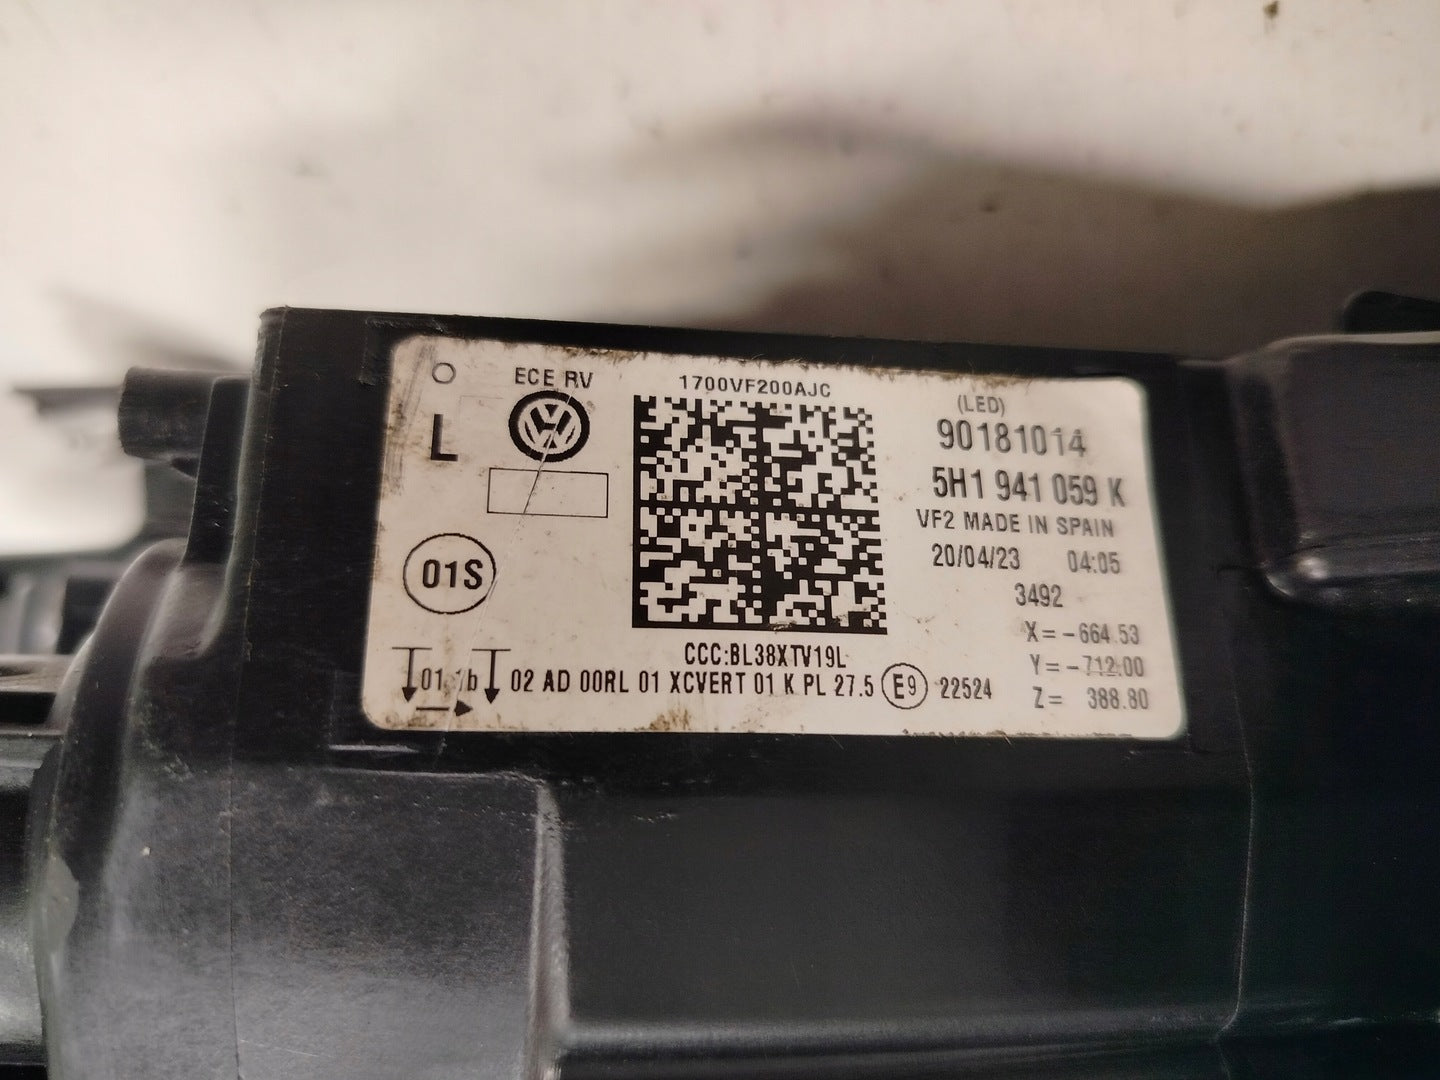 ECE RV
L
01S
1700VF200AJC
(LED)
90181014
5H1 941 059 K
VF2 MADE IN SPAIN
20/04/23 04:05
3492
X= -664.53
Y= -712.00
Z= 388.80
CCC:BL38XTV19L
01 1b 02 AD 00RL 01 XCVERT 01 K PL 27.5 E9 22524